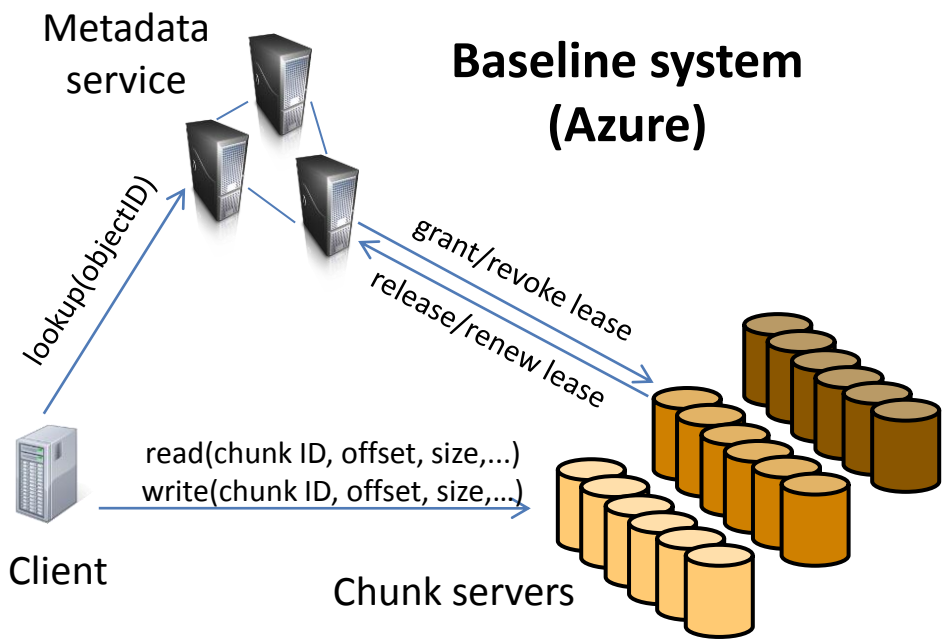 Metadata
service
Baseline system
(Azure)
lookup(objectID)
grant/revoke lease
release/renew lease
read(chunk ID, offset, size,...)
write(chunk ID, offset, size,...)
Client
Chunk servers